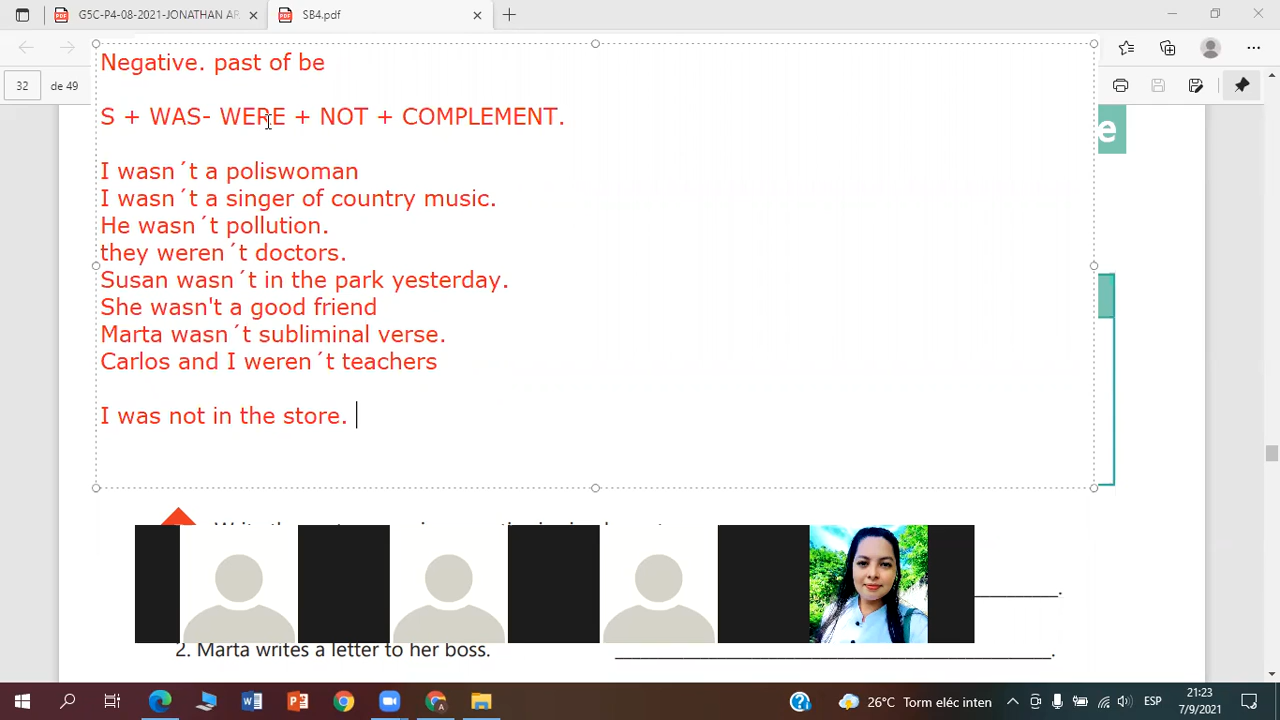 G5C-P4-08-2021-JONATHAN AR
SB4.pdf
32
de 49
Negative. past of be
S + WAS- WERE + NOT + COMPLEMENT.
I wasn´t a poliswoman
I wasn´t a singer of country music.
He wasn´t pollution.
they weren´t doctors.
Susan wasn´t in the park yesterday.
She wasn't a good friend
Marta wasn´t subliminal verse.
Carlos and I weren´t teachers
I was not in the store.
e
2. Marta writes a letter to her boss. ______________________________________.
26°C Torm eléc inten
ESP
21:23
7/9/2021